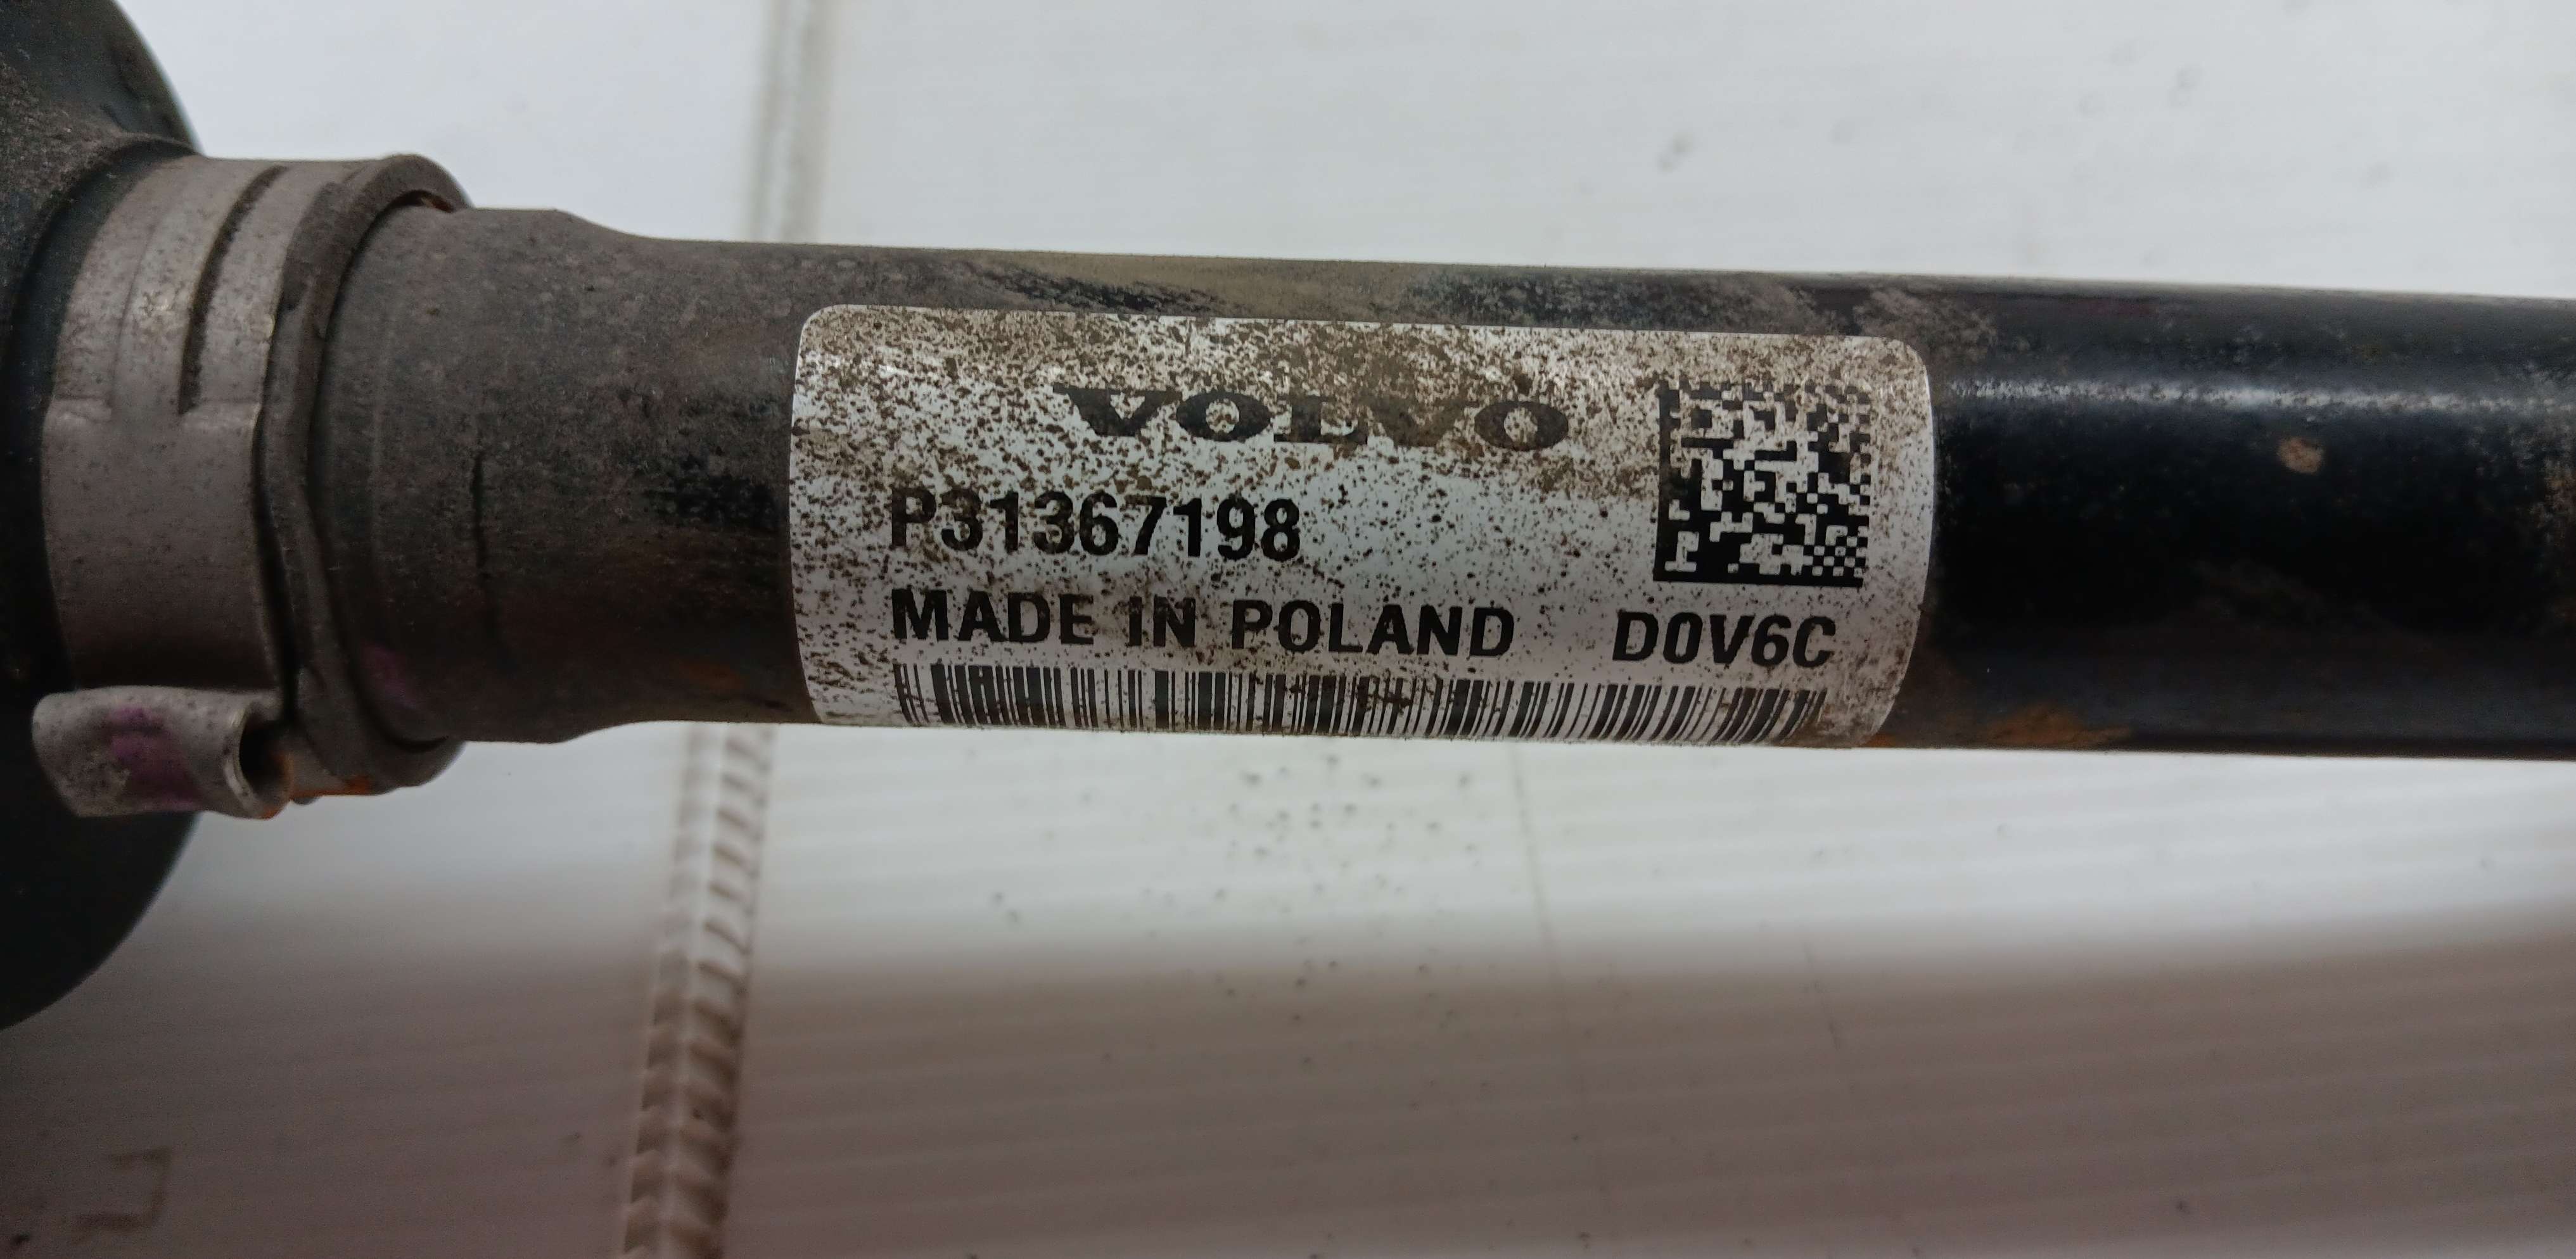 VOLVO
P31367198
MADE IN POLAND D0V6C